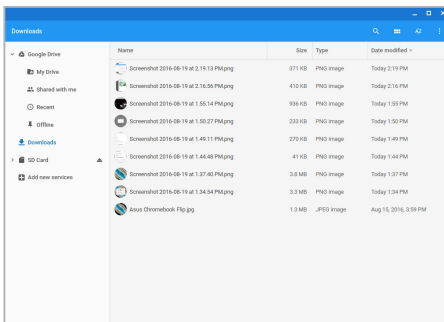 Downloads
AZ
Google Drive
My Drive
Shared with me
Recent
Offline
Downloads
SD Card
Add new services
Name Size Type Date modified
Screenshot 2016-08-19 at 2.19.13 PM.png 371 KB PNG image Today 2:19 PM
Screenshot 2016-08-19 at 2.16.56 PM.png 410 KB PNG image Today 2:16 PM
Screenshot 2016-08-19 at 1.55.14 PM.png 936 KB PNG image Today 1:55 PM
Screenshot 2016-08-19 at 1.50.27 PM.png 233 KB PNG image Today 1:50 PM
Screenshot 2016-08-19 at 1.49.11 PM.png 270 KB PNG image Today 1:49 PM
Screenshot 2016-08-19 at 1.44.48 PM.png 41 KB PNG image Today 1:44 PM
Screenshot 2016-08-19 at 1.37.40 PM.png 3.8 MB PNG image Today 1:37 PM
Screenshot 2016-08-19 at 1.34.54 PM.png 3.3 MB PNG image Today 1:34 PM
Asus Chromebook Flip.jpg 1.3 MB JPEG image Aug 15, 2016, 3:59 PM